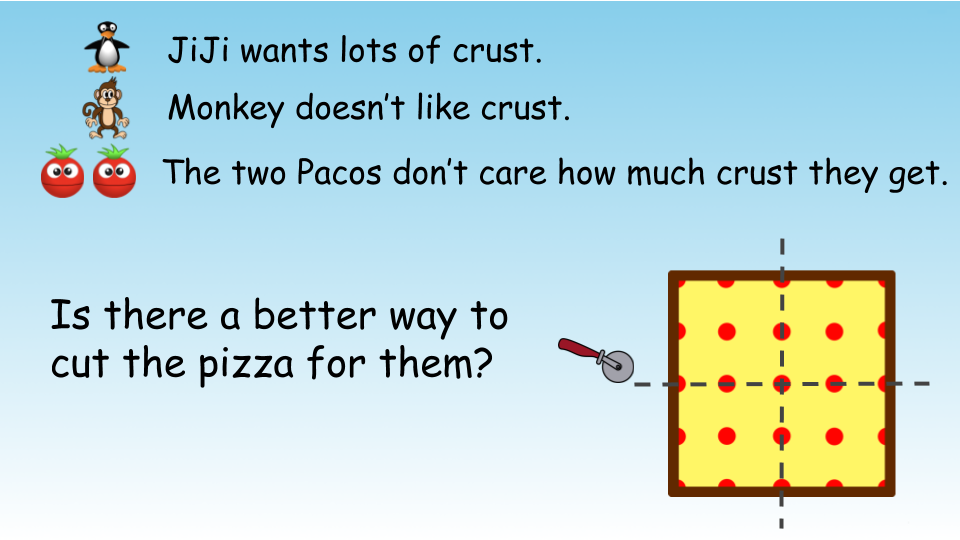 JiJi wants lots of crust.
Monkey doesn't like crust.
The two Pacos don't care how much crust they get.
Is there a better way to
cut the pizza for them?